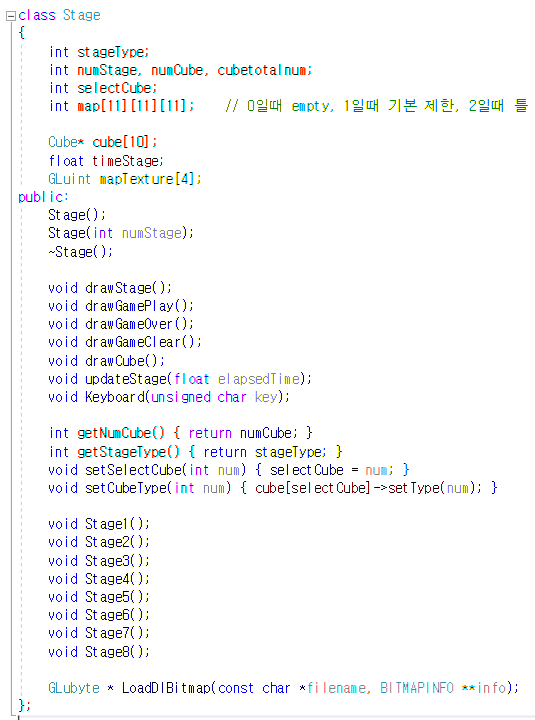 class Stage
{
    int stageType;
    int numStage, numCube, cubetotalnum;
    int selectCube;
    int map[11][11][11];    // 0일때 empty, 1일때 기본 제한, 2일때 틀

    Cube* cube[10];
    float timeStage;
    GLuint mapTexture[4];
public:
    Stage();
    Stage(int numStage);
    ~Stage();

    void drawStage();
    void drawGamePlay();
    void drawGameOver();
    void drawGameClear();
    void drawCube();
    void updateStage(float elapsedTime);
    void Keyboard(unsigned char key);

    int getNumCube() { return numCube; }
    int getStageType() { return stageType; }
    void setSelectCube(int num) { selectCube = num; }
    void setCubeType(int num) { cube[selectCube]->setType(num); }

    void Stage1();
    void Stage2();
    void Stage3();
    void Stage4();
    void Stage5();
    void Stage6();
    void Stage7();
    void Stage8();

    GLubyte * LoadDIBitmap(const char *filename, BITMAPINFO **info);
};